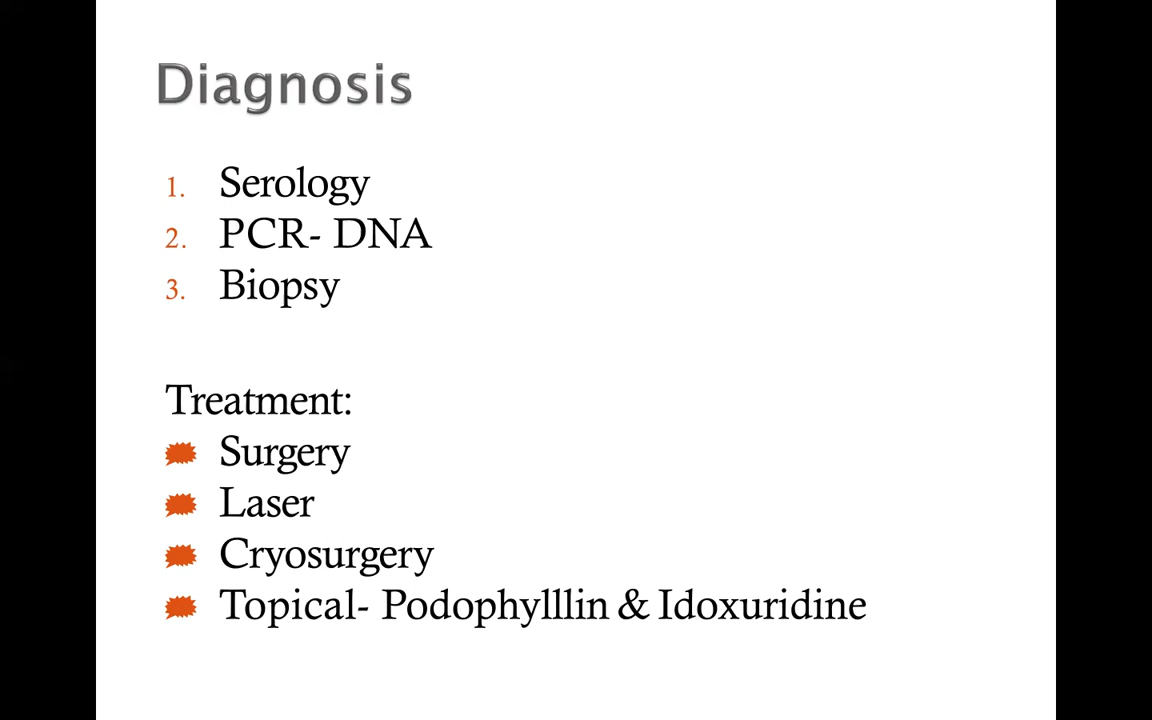 Diagnosis
1. Serology
2. PCR- DNA
3. Biopsy
Treatment:
Surgery
Laser
Cryosurgery
Topical- Podophylllin & Idoxuridine